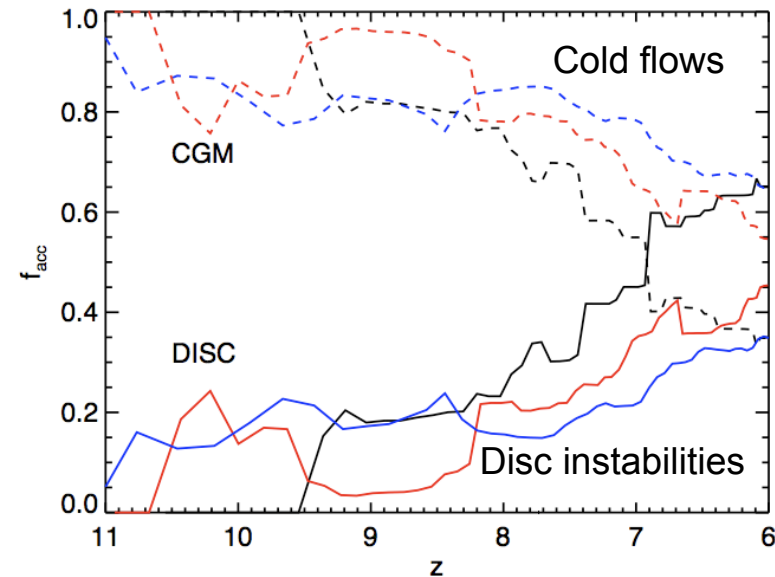 1.0
Cold flows
0.8
CGM
0.6
f_acc
0.4
DISC
0.2
Disc instabilities
0.0
11 10 9 8 7 6
z